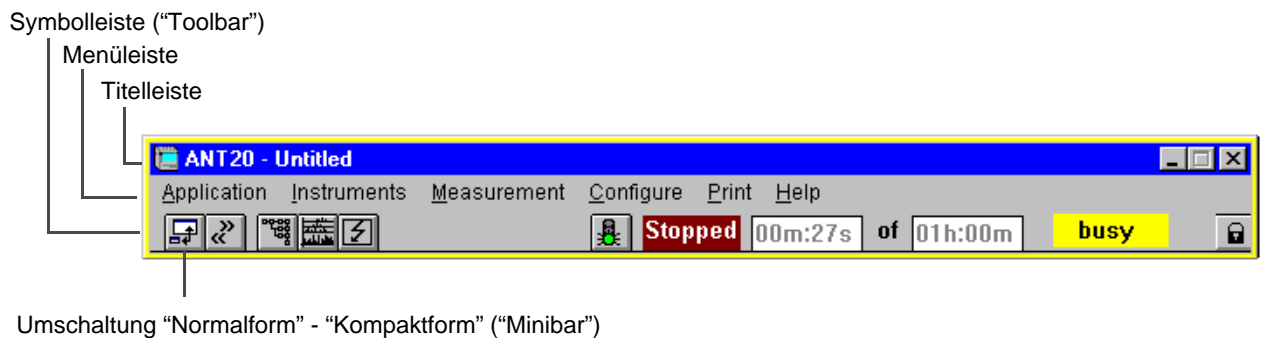 Symbolleiste (“Toolbar”)
Menüleiste
Titelleiste
ANT20 - Untitled
Application Instruments Measurement Configure Print Help
Stopped 00m:27s of 01h:00m busy
Umschaltung “Normalform” - “Kompaktform” (“Minibar”)